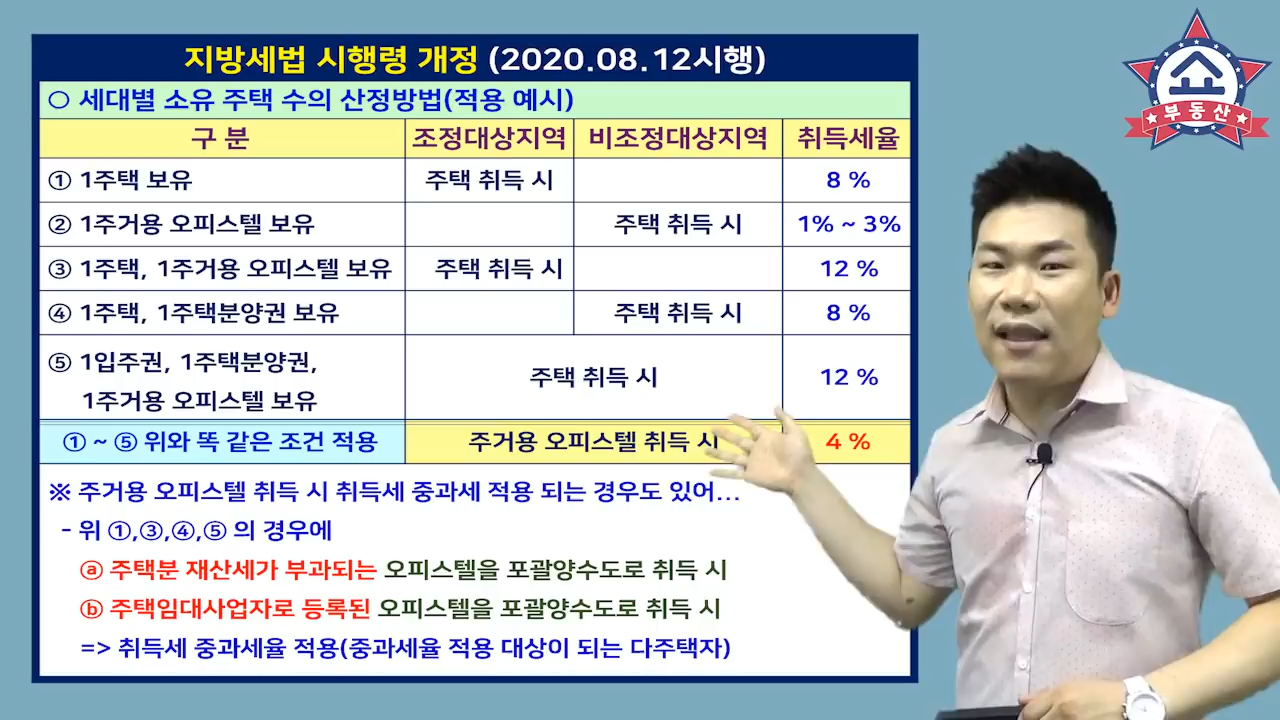 지방세법 시행령 개정 (2020.08.12시행)
○ 세대별 소유 주택 수의 산정방법(적용 예시)
구 분 조정대상지역 비조정대상지역 취득세율
① 1주택 보유 주택 취득 시 8 %
② 1주거용 오피스텔 보유 주택 취득 시 1% ~ 3%
③ 1주택, 1주거용 오피스텔 보유 주택 취득 시 12 %
④ 1주택, 1주택분양권 보유 주택 취득 시 8 %
⑤ 1입주권, 1주택분양권,
1주거용 오피스텔 보유 주택 취득 시 12 %
① ~ ⑤ 위와 똑 같은 조건 적용 주거용 오피스텔 취득 시 4 %
※ 주거용 오피스텔 취득 시 취득세 중과세 적용 되는 경우도 있어...
- 위 ①,③,④,⑤ 의 경우에
ⓐ 주택분 재산세가 부과되는 오피스텔을 포괄양수도로 취득 시
ⓑ 주택임대사업자로 등록된 오피스텔을 포괄양수도로 취득 시
=> 취득세 중과세율 적용(중과세율 적용 대상이 되는 다주택자)
부동산